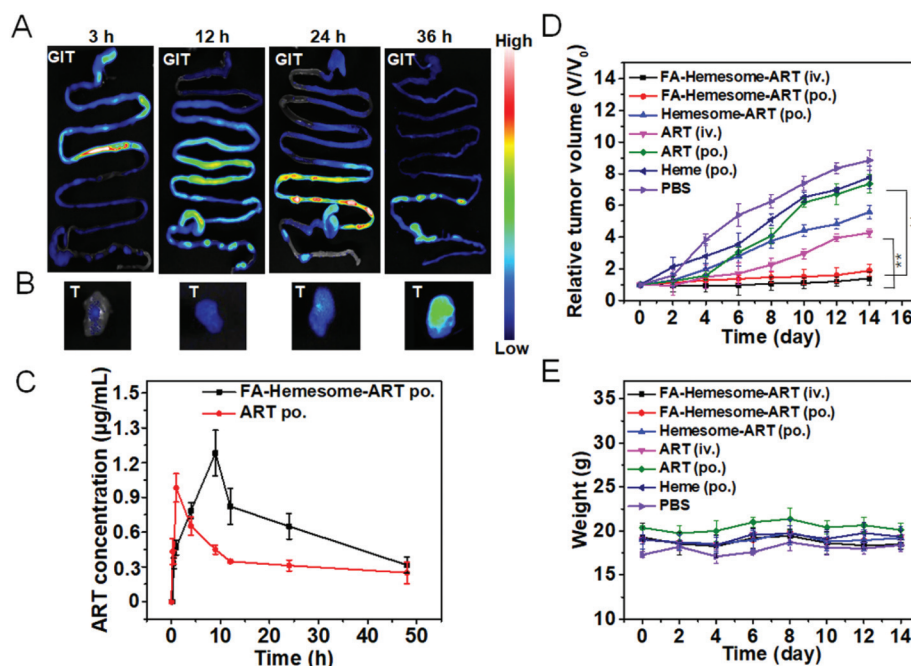 A
3 h 12 h 24 h 36 h
GIT GIT GIT GIT
High
Low
B
T T T T
C
ART concentration (µg/mL)
1.5
1.3
1.2
0.9
0.6
0.3
0
FA-Hemesome-ART po.
ART po.
0 10 20 30 40 50
Time (h)
D
Relative tumor volume (V/V0)
14
12
10
8
6
4
2
0
FA-Hemesome-ART (iv.)
FA-Hemesome-ART (po.)
Hemesome-ART (po.)
ART (iv.)
ART (po.)
Heme (po.)
PBS
**
0 2 4 6 8 10 12 14 16
Time (day)
E
Weight (g)
35
30
25
20
15
10
FA-Hemesome-ART (iv.)
FA-Hemesome-ART (po.)
Hemesome-ART (po.)
ART (iv.)
ART (po.)
Heme (po.)
PBS
0 2 4 6 8 10 12 14
Time (day)